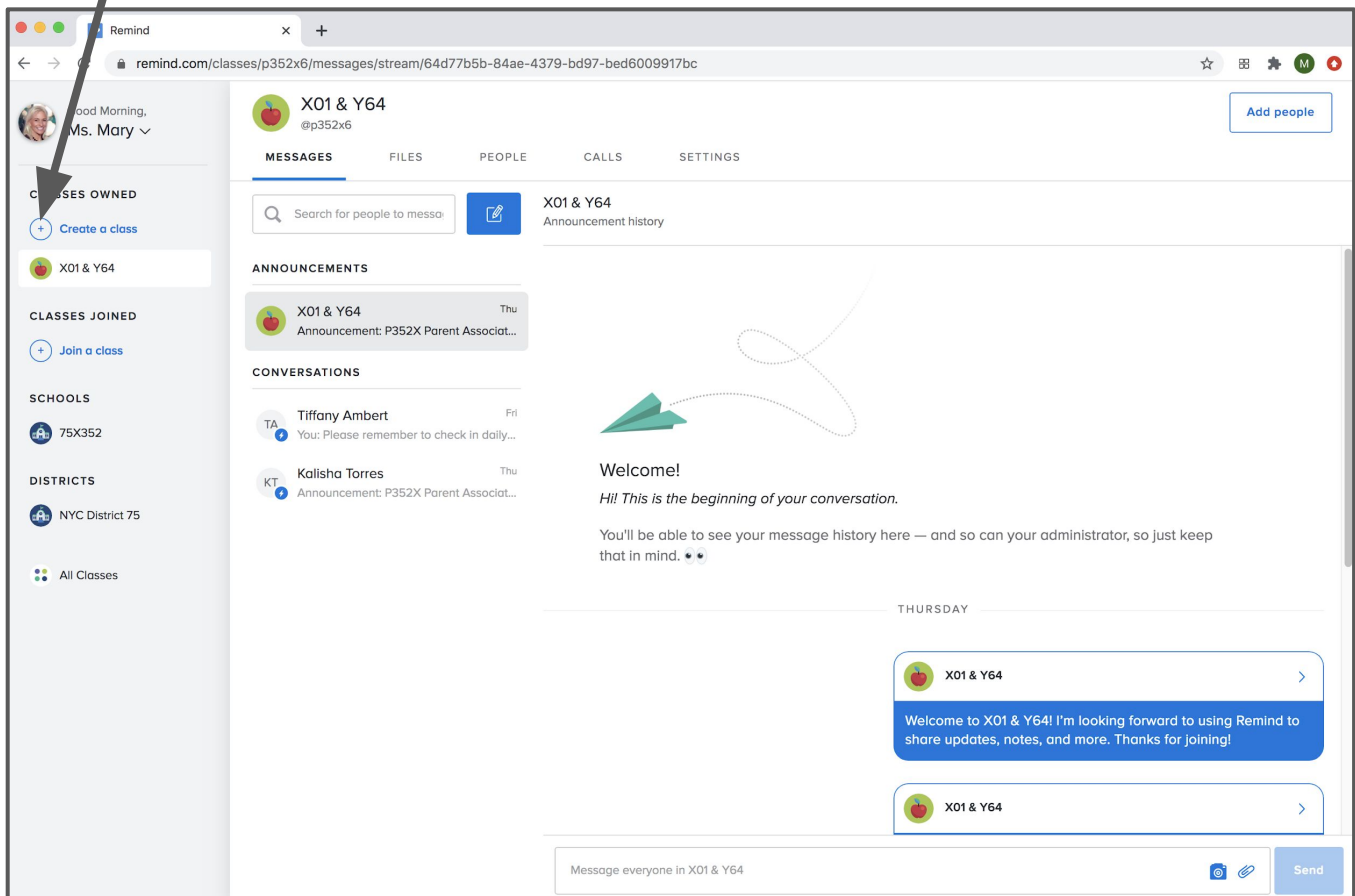 Remind
remind.com/classes/p352x6/messages/stream/64d77b5b-84ae-4379-bd97-bed6009917bc
M
Morning,
Ms. Mary
CLASSES OWNED
Create a class
X01 & Y64
CLASSES JOINED
Join a class
SCHOOLS
75X352
DISTRICTS
NYC District 75
All Classes
X01 & Y64
@p352x6
Add people
MESSAGES FILES PEOPLE CALLS SETTINGS
Search for people to messa
ANNOUNCEMENTS
X01 & Y64 Thu
Announcement: P352X Parent Associat...
CONVERSATIONS
TA
Tiffany Ambert Fri
You: Please remember to check in daily...
KT
Kalisha Torres Thu
Announcement: P352X Parent Associat...
X01 & Y64
Announcement history
Welcome!
Hi! This is the beginning of your conversation.
You'll be able to see your message history here — and so can your administrator, so just keep
that in mind. 👀
THURSDAY
X01 & Y64
Welcome to X01 & Y64! I'm looking forward to using Remind to
share updates, notes, and more. Thanks for joining!
X01 & Y64
Message everyone in X01 & Y64
Send